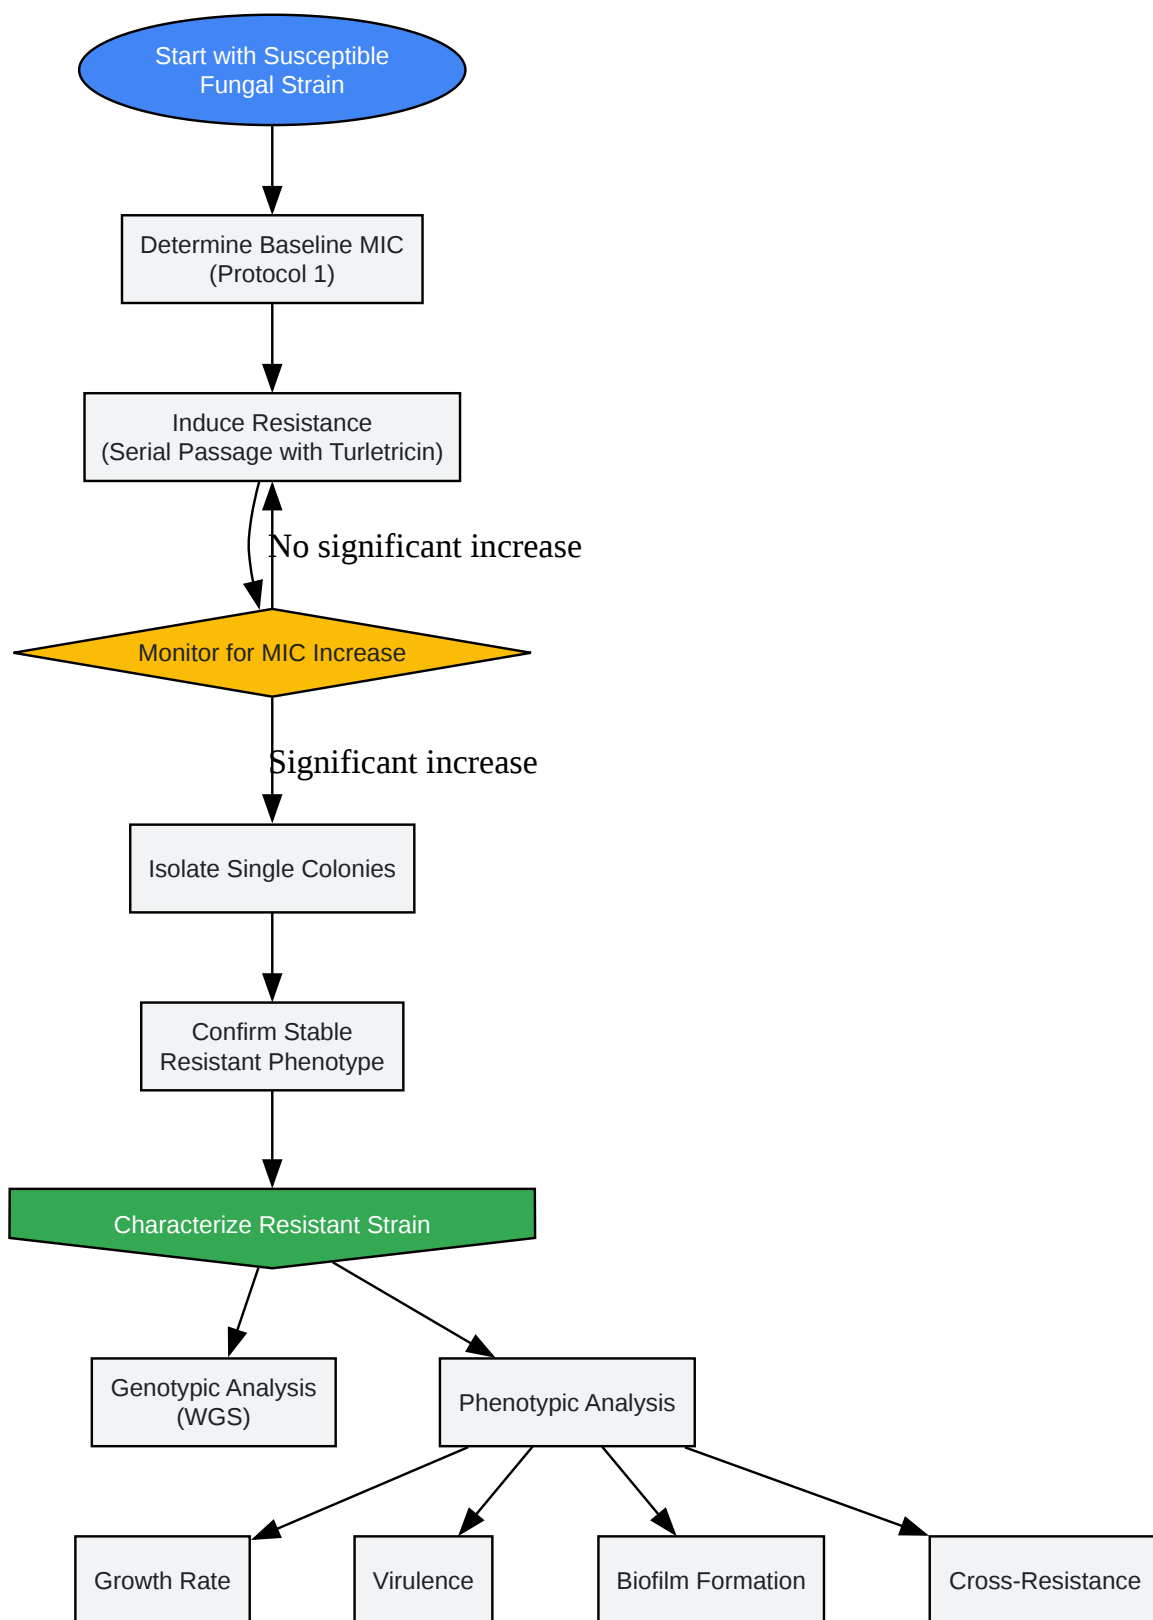 Start with Susceptible
Fungal Strain
Determine Baseline MIC
(Protocol 1)
Induce Resistance
(Serial Passage with Turletricin)
No significant increase
Monitor for MIC Increase
Significant increase
Isolate Single Colonies
Confirm Stable
Resistant Phenotype
Characterize Resistant Strain
Genotypic Analysis
(WGS)
Phenotypic Analysis
Growth Rate
Virulence
Biofilm Formation
Cross-Resistance